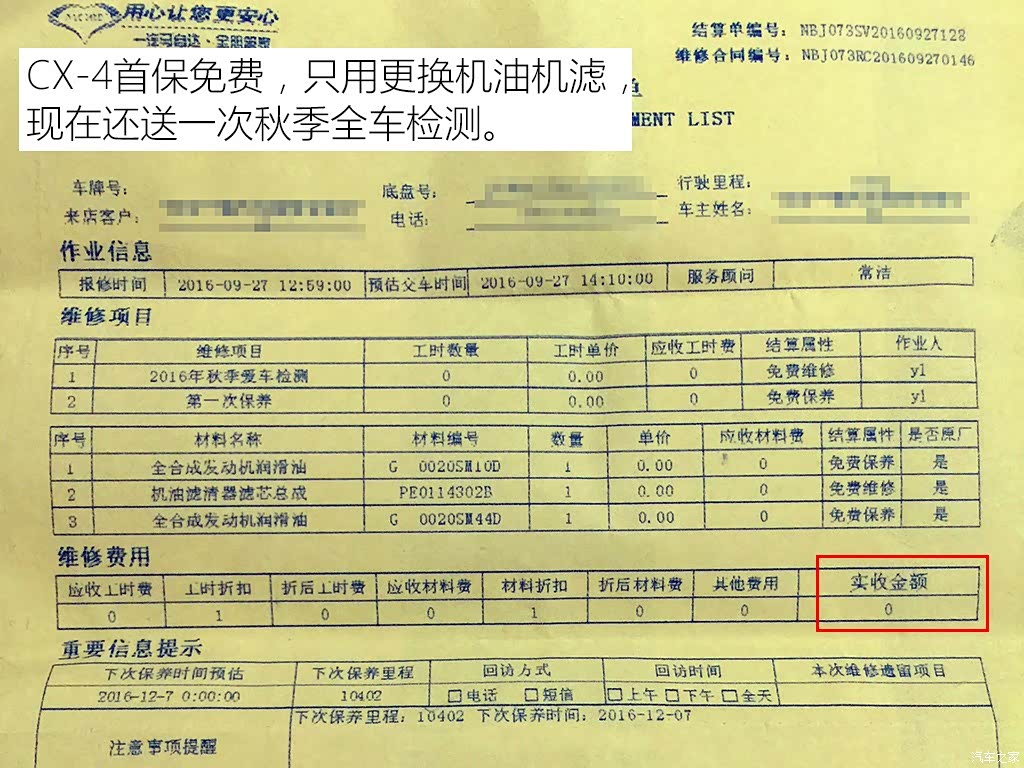 用心让您更安心
结算单编号：NBJ073SV20160927128
维修合同编号：NBJ073RC201609270146
CX-4首保免费，只用更换机油机滤，
现在还送一次秋季全车检测。
MENT LIST
车牌号： 底盘号： 行驶里程：
来店客户： 电话： 车主姓名：
作业信息
报修时间 2016-09-27 12:59:00 预估交车时间 2016-09-27 14:10:00 服务顾问 常洁
维修项目
序号 维修项目 工时数量 工时单价 应收工时费 结算属性 作业人
1 2016年秋季爱车检测 0 0.00 0 免费维修 yl
2 第一次保养 0 0.00 0 免费保养 yl
序号 材料名称 材料编号 数量 单价 应收材料费 结算属性 是否原厂
1 全合成发动机润滑油 G 0020SM10D 1 0.00 0 免费保养 是
2 机油滤清器滤芯总成 PE0114302B 1 0.00 0 免费维修 是
3 全合成发动机润滑油 G 0020SM44D 1 0.00 0 免费保养 是
维修费用
应收工时费 工时折扣 折后工时费 应收材料费 材料折扣 折后材料费 其他费用 实收金额
0 1 0 0 1 0 0 0
重要信息提示
下次保养时间预估 下次保养里程 回访方式 回访时间 本次维修遗留项目
2016-12-7 0:00:00 10402 □电话 □短信 □上午 □下午 □全天
下次保养里程：10402 下次保养时间：2016-12-07
注意事项提醒
汽车之家